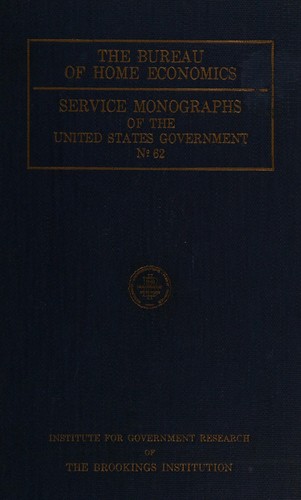 THE BUREAU
OF HOME ECONOMICS
SERVICE MONOGRAPHS
OF THE
UNITED STATES GOVERNMENT
Nº 62
INSTITUTE FOR GOVERNMENT RESEARCH
OF
THE BROOKINGS INSTITUTION